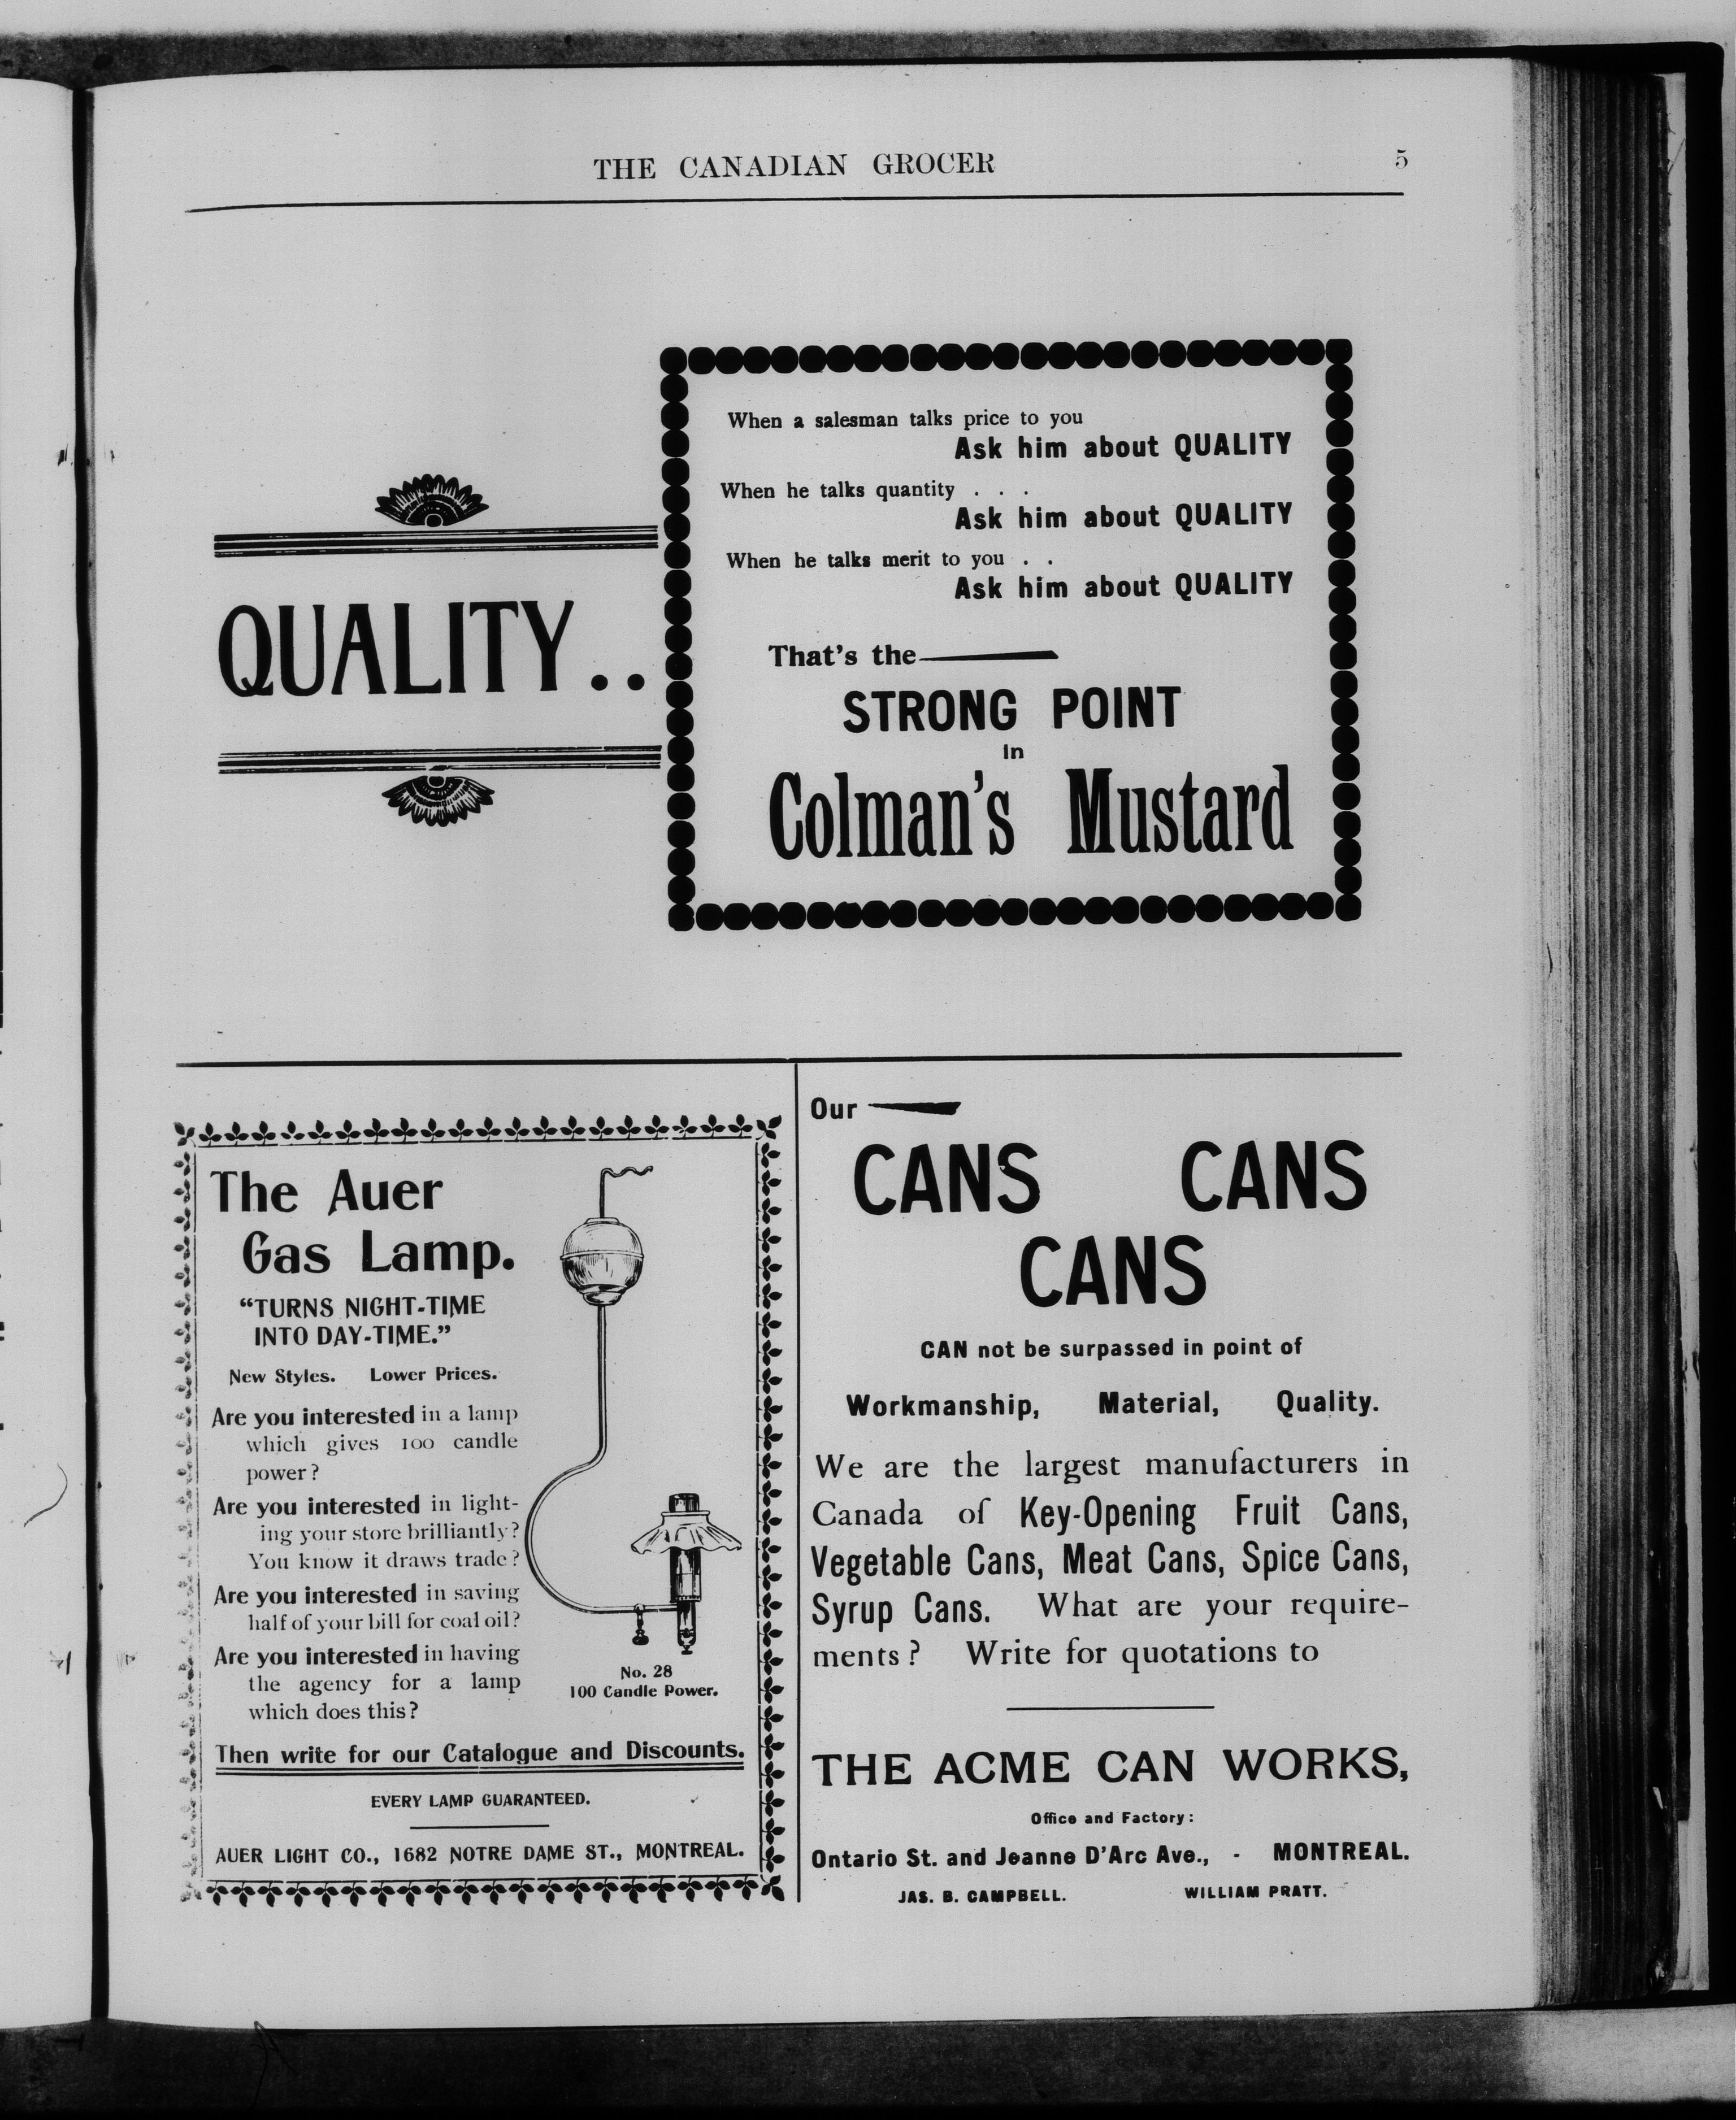 THE CANADIAN GROCER 5
QUALITY..
When a salesman talks price to you
Ask him about QUALITY
When he talks quantity . . .
Ask him about QUALITY
When he talks merit to you . .
Ask him about QUALITY
That's the
STRONG POINT
in
Colman's Mustard
The Auer
Gas Lamp.
“TURNS NIGHT-TIME
INTO DAY-TIME.”
New Styles. Lower Prices.
Are you interested in a lamp
which gives 100 candle
power?
Are you interested in light-
ing your store brilliantly?
You know it draws trade?
Are you interested in saving
half of your bill for coal oil?
Are you interested in having
the agency for a lamp
which does this?
No. 28
100 Candle Power.
Then write for our Catalogue and Discounts.
EVERY LAMP GUARANTEED.
AUER LIGHT CO., 1682 NOTRE DAME ST., MONTREAL.
Our
CANS CANS
CANS
CAN not be surpassed in point of
Workmanship, Material, Quality.
We are the largest manufacturers in
Canada of Key-Opening Fruit Cans,
Vegetable Cans, Meat Cans, Spice Cans,
Syrup Cans. What are your require-
ments? Write for quotations to
THE ACME CAN WORKS,
Office and Factory:
Ontario St. and Jeanne D'Arc Ave., - MONTREAL.
JAS. B. CAMPBELL. WILLIAM PRATT.